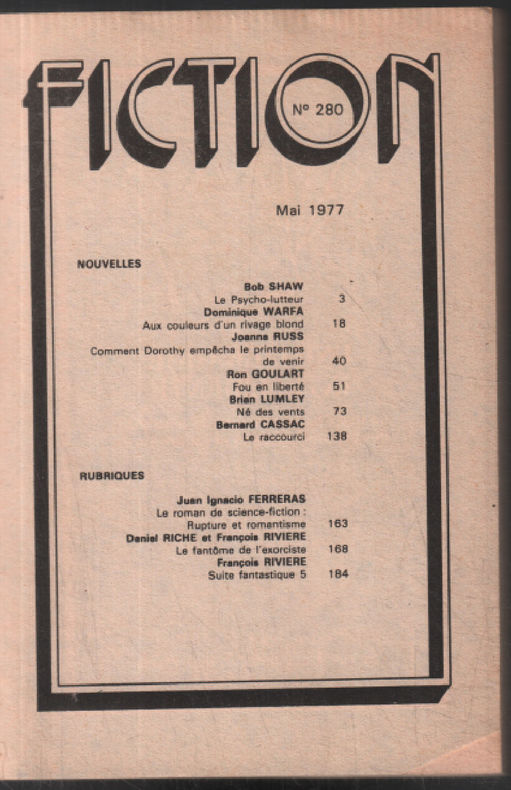 FICTION
N° 280
Mai 1977
NOUVELLES
Bob SHAW
Le Psycho-lutteur 3
Dominique WARFA
Aux couleurs d'un rivage blond 18
Joanna RUSS
Comment Dorothy empêcha le printemps
de venir 40
Ron GOULART
Fou en liberté 51
Brian LUMLEY
Né des vents 73
Bernard CASSAC
Le raccourci 138
RUBRIQUES
Juan Ignacio FERRERAS
Le roman de science-fiction :
Rupture et romantisme 163
Daniel RICHE et François RIVIERE
Le fantôme de l'exorciste 168
François RIVIERE
Suite fantastique 5 184